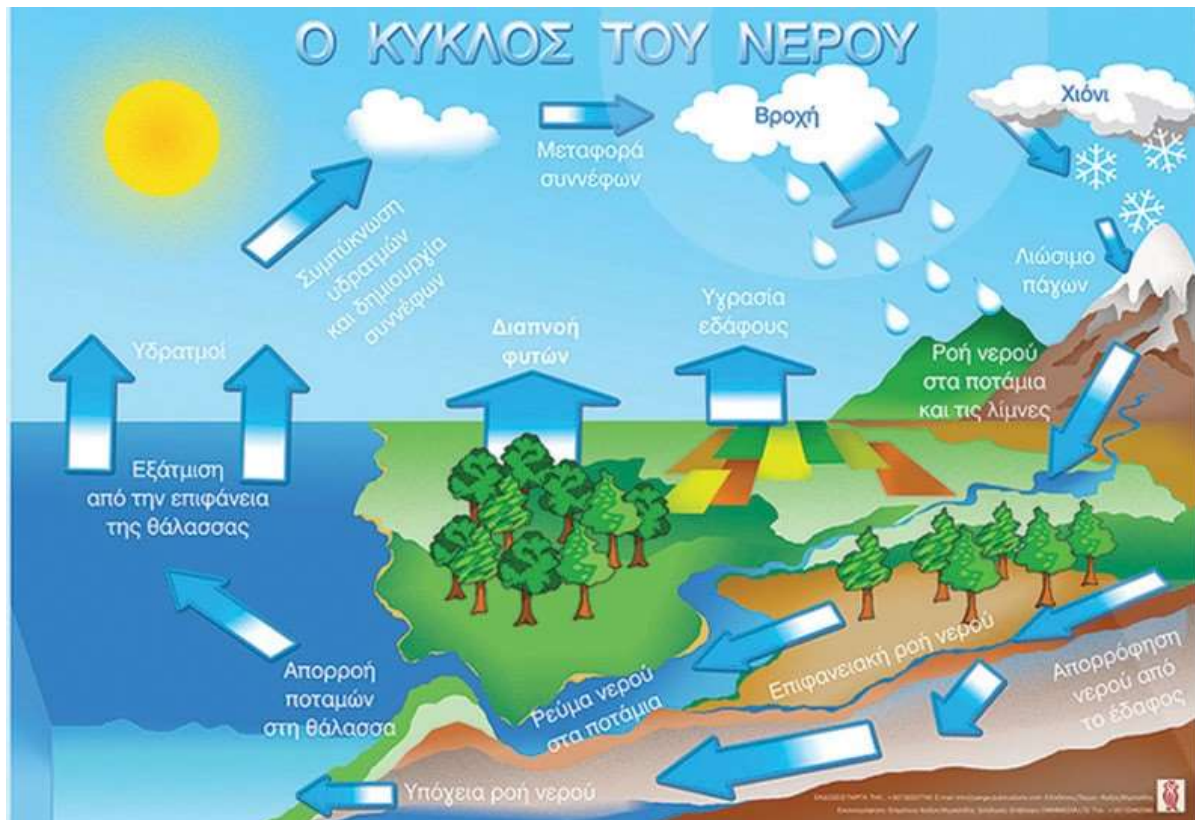 Ο ΚΥΚΛΟΣ ΤΟΥ ΝΕΡΟΥ
Βροχή
Χιόνι
Μεταφορά
συννέφων
Συμπύκνωση
υδρατμών
και δημιουργία
συννέφων
Λιώσιμο
πάγων
Υδρατμοί
Διαπνοή
φυτών
Υγρασία
εδάφους
Ροή νερού
στα ποτάμια
και τις λίμνες
Εξάτμιση
από την επιφάνεια
της θάλασσας
Απορροή
ποταμών
στη θάλασσα
Ρεύμα νερού
στα ποτάμια
Επιφανειακή ροή νερού
Απορρόφηση
νερού από
το έδαφος
Υπόγεια ροή νερού